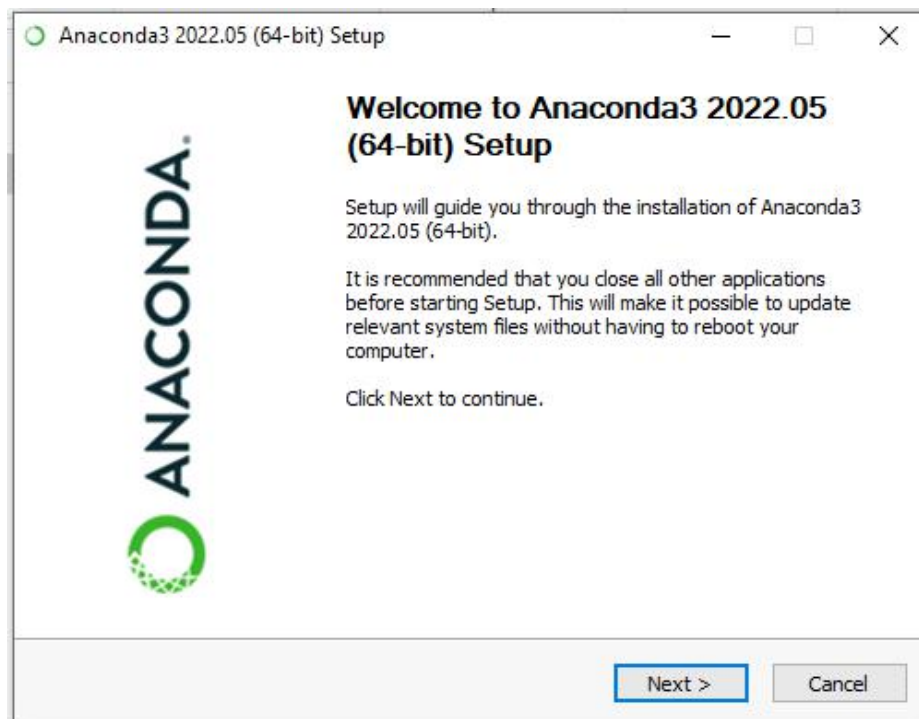 Anaconda3 2022.05 (64-bit) Setup
ANACONDA.
Welcome to Anaconda3 2022.05
(64-bit) Setup
Setup will guide you through the installation of Anaconda3
2022.05 (64-bit).
It is recommended that you close all other applications
before starting Setup. This will make it possible to update
relevant system files without having to reboot your
computer.
Click Next to continue.
Next >
Cancel